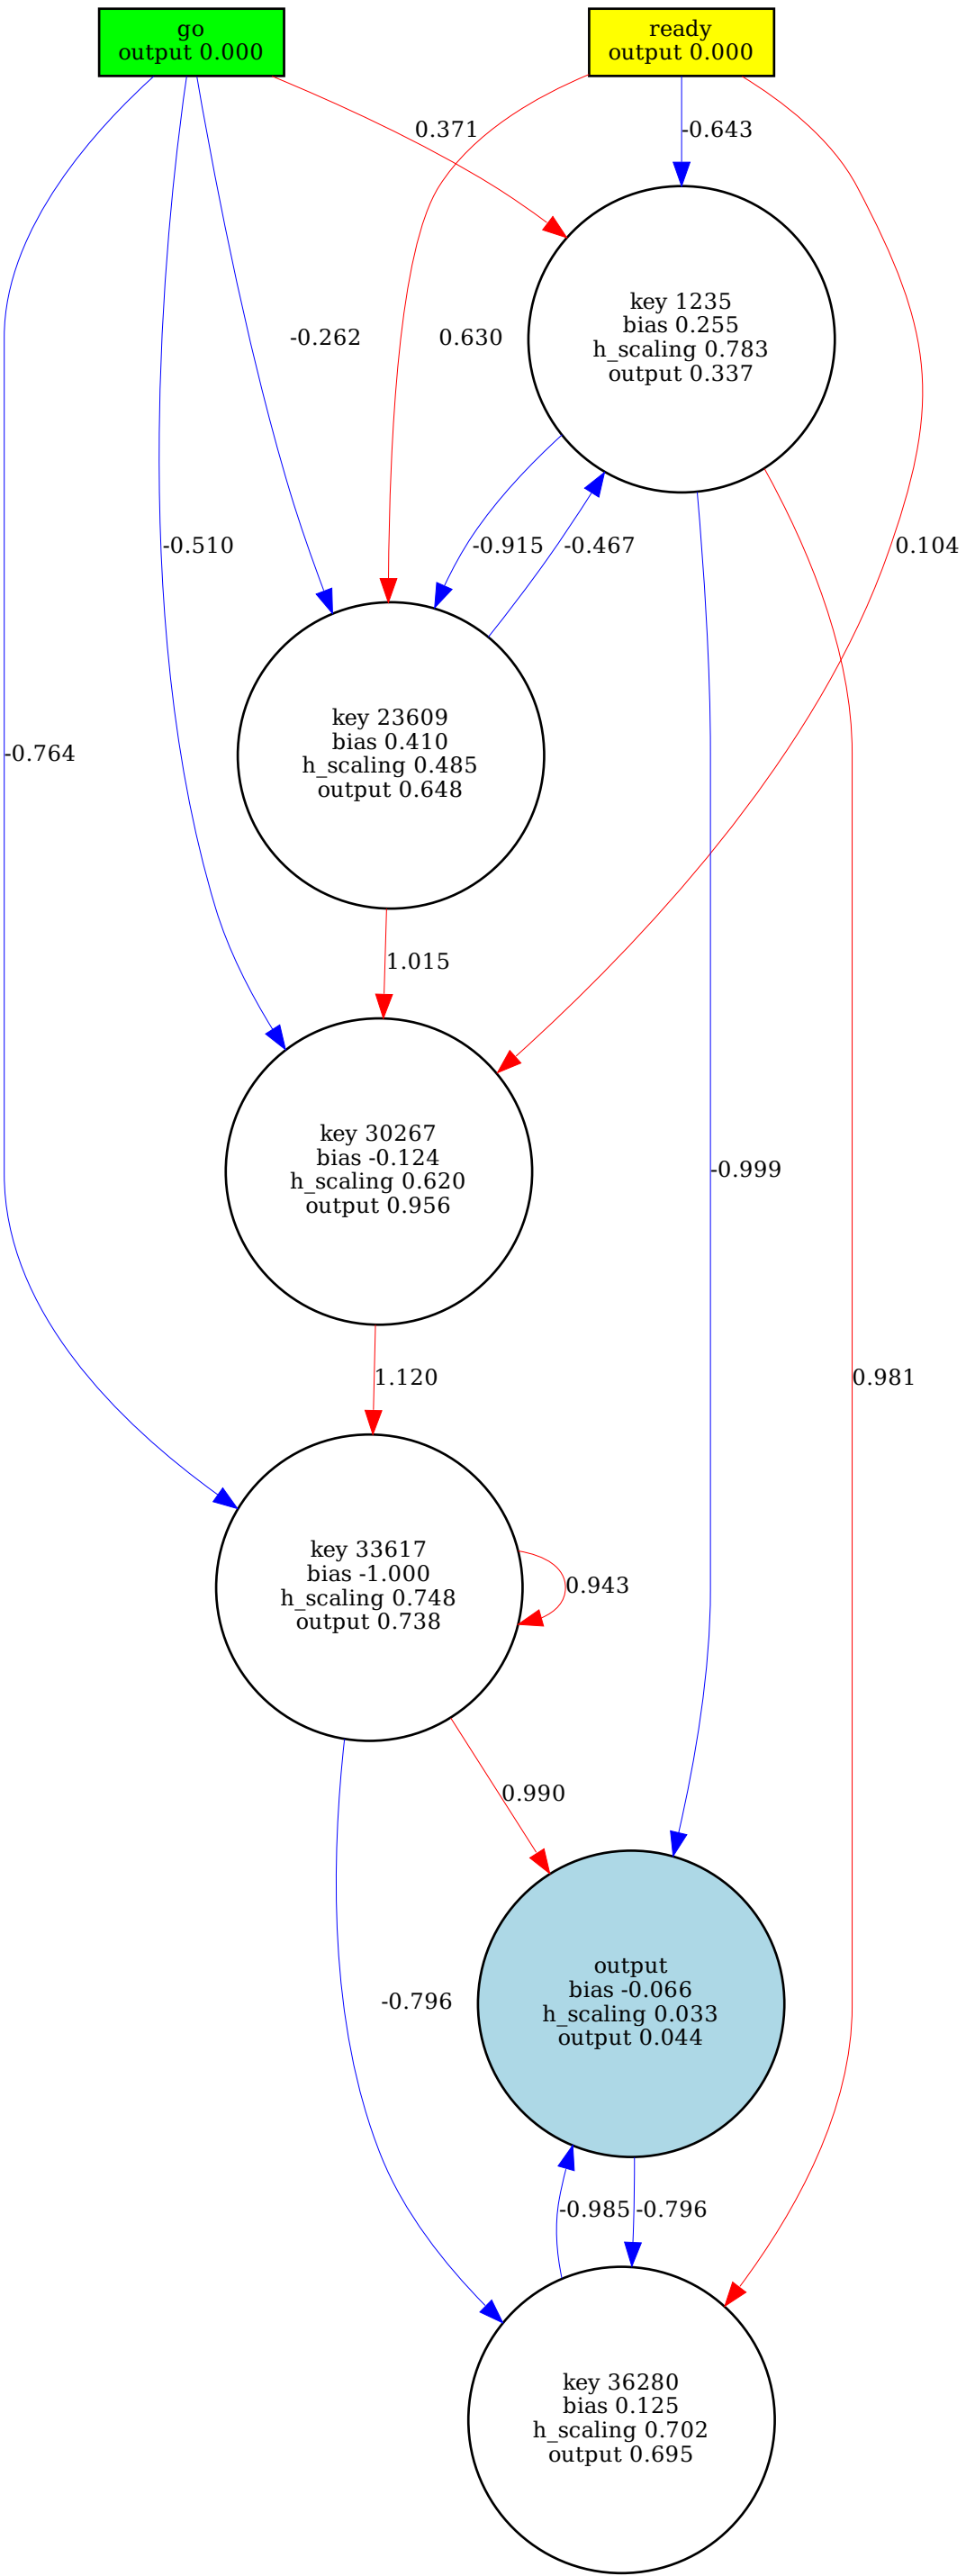 go
output 0.000
ready
output 0.000
0.371
-0.643
key 1235
bias 0.255
h_scaling 0.783
output 0.337
-0.262
0.630
-0.510
-0.915
-0.467
0.104
key 23609
bias 0.410
h_scaling 0.485
output 0.648
-0.764
1.015
key 30267
bias -0.124
h_scaling 0.620
output 0.956
-0.999
1.120
0.981
key 33617
bias -1.000
h_scaling 0.748
output 0.738
0.943
0.990
output
bias -0.066
h_scaling 0.033
output 0.044
-0.796
-0.985
-0.796
key 36280
bias 0.125
h_scaling 0.702
output 0.695